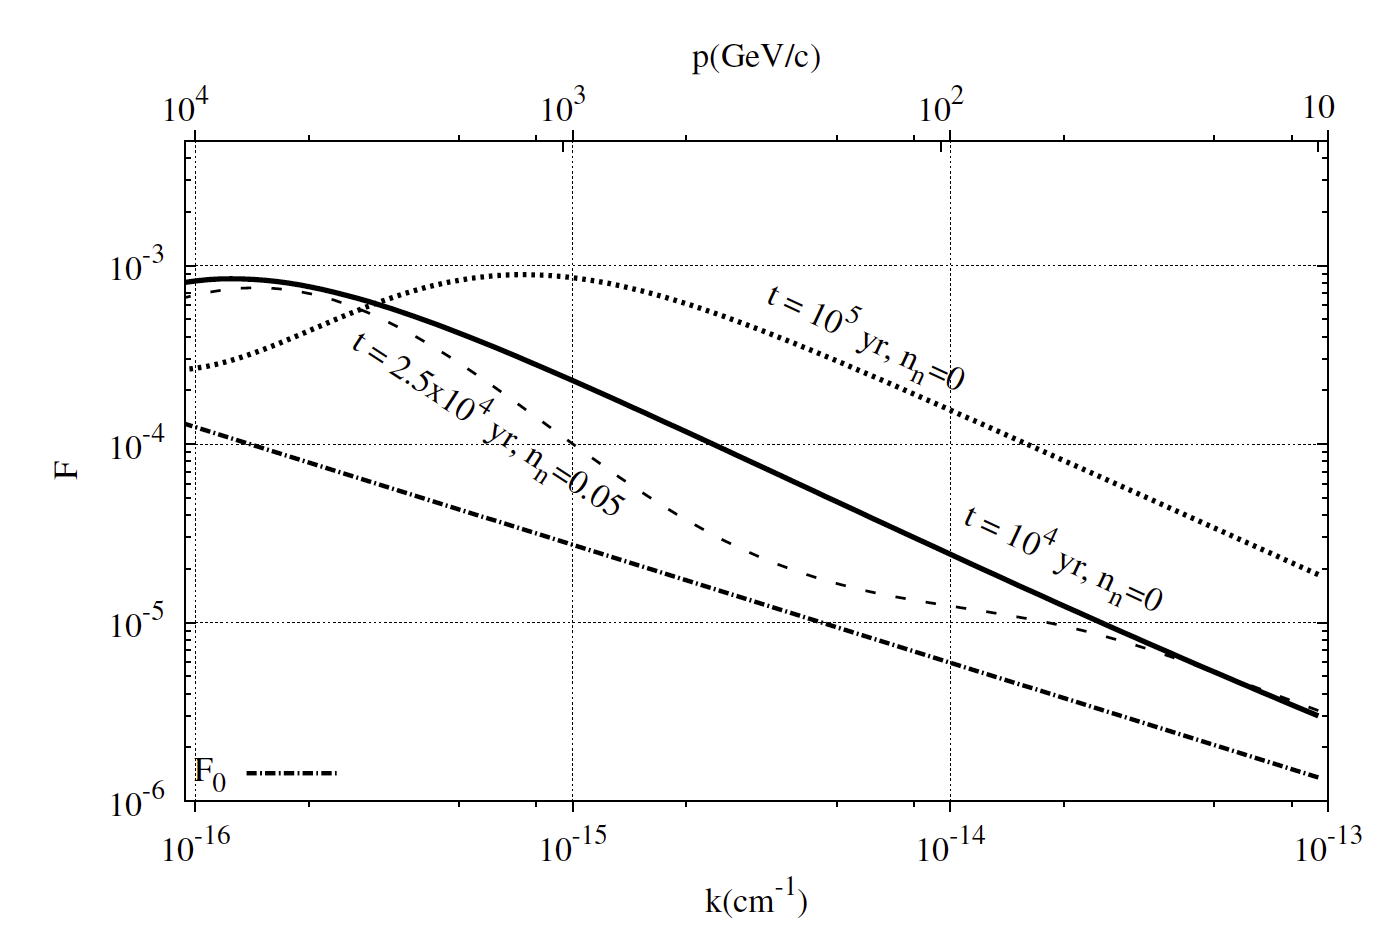 p(GeV/c)
10^4 10^3 10^2 10
10^-3
10^-4
10^-5
10^-6
F
t = 10^5 yr, n_n=0
t = 2.5x10^4 yr, n_n=0.05
t = 10^4 yr, n_n=0
F_0
10^-16 10^-15 10^-14 10^-13
k(cm^-1)